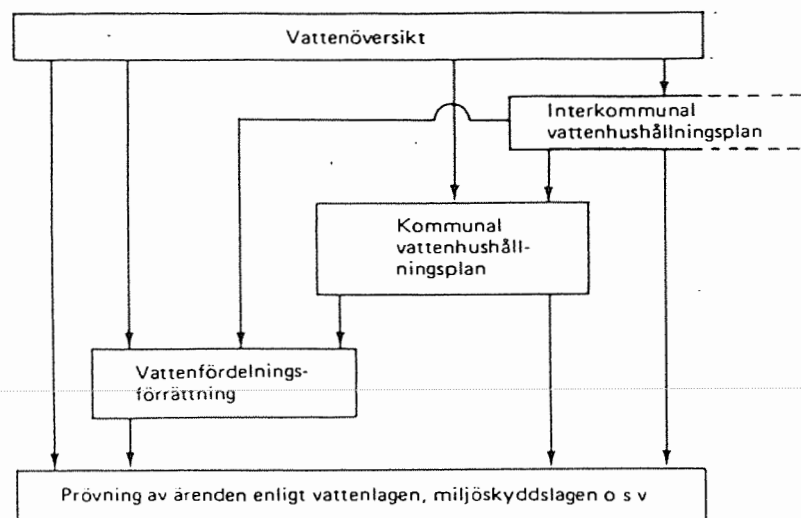 Vattenöversikt
Interkommunal
vattenhushållningsplan
Kommunal
vattenhushåll-
ningsplan
Vattenfördelnings-
förrättning
Prövning av ärenden enligt vattenlagen, miljöskyddslagen o s v